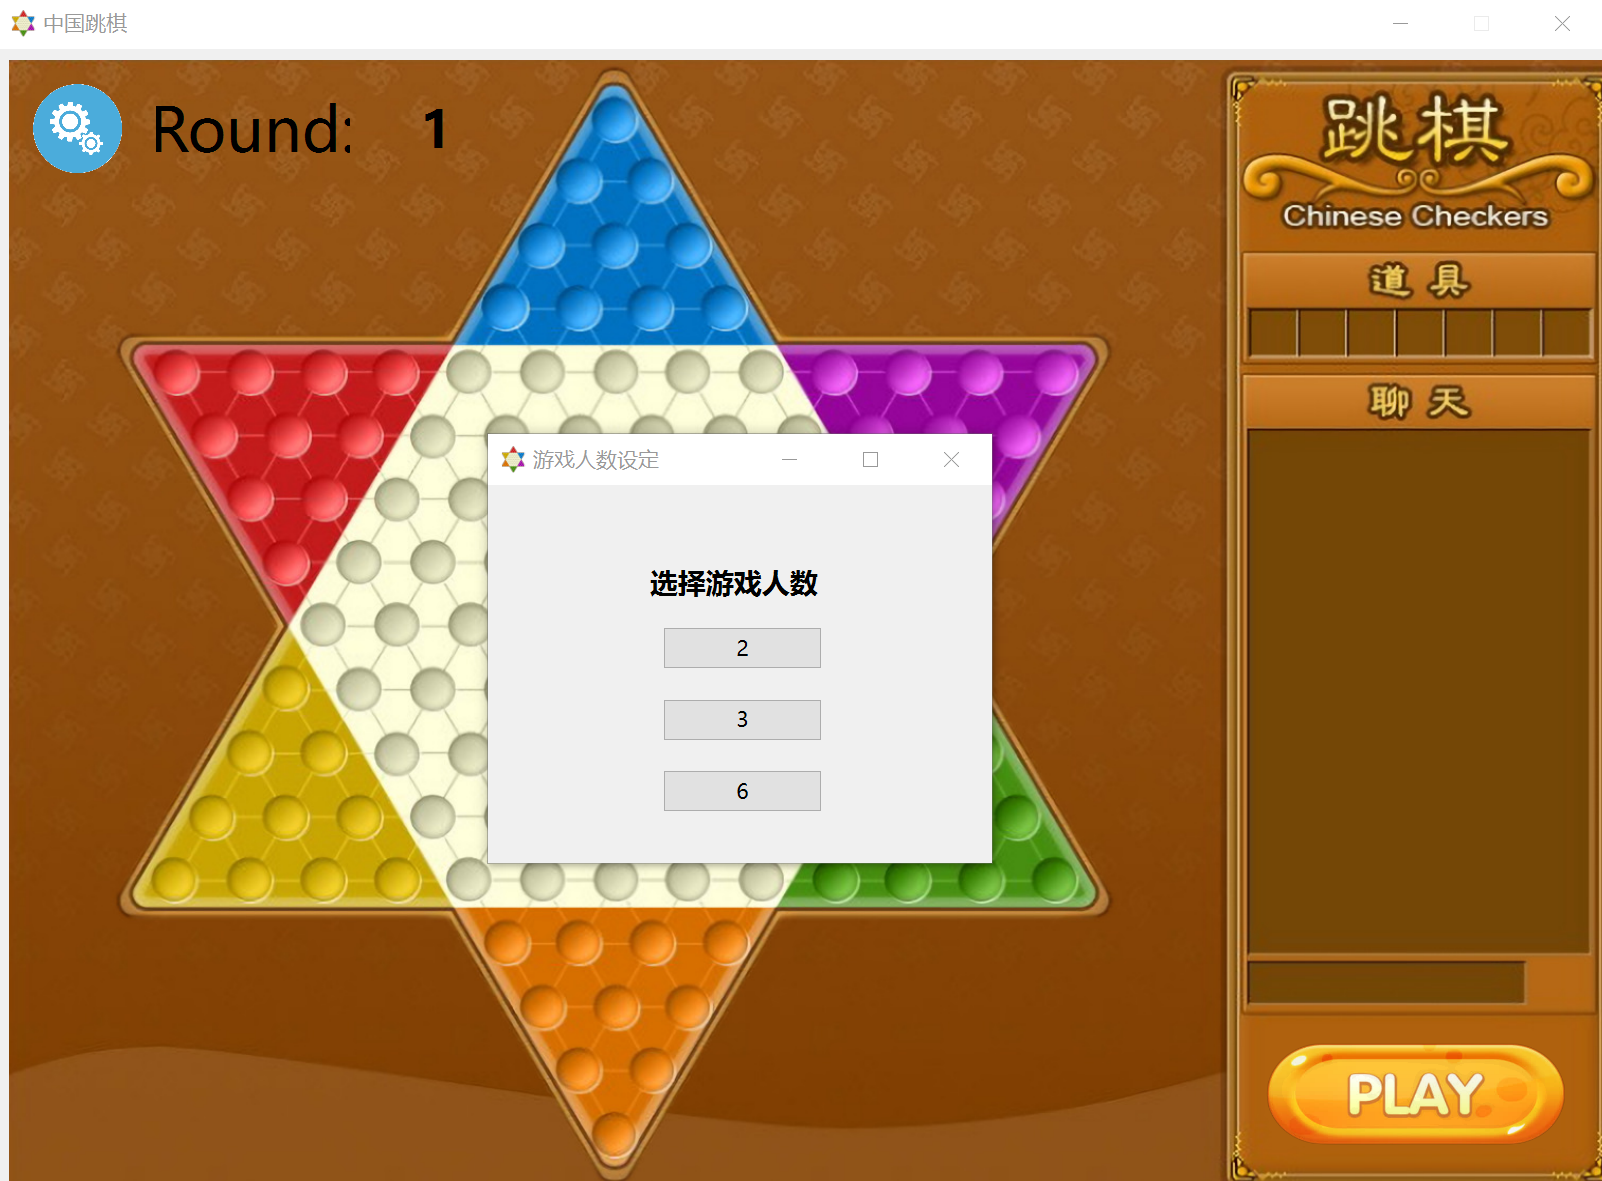 中国跳棋
Round: 1
跳棋
Chinese Checkers
道具
聊天
游戏人数设定
选择游戏人数
2
3
6
PLAY